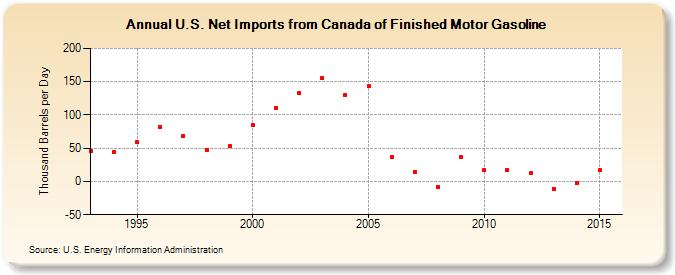 Annual U.S. Net Imports from Canada of Finished Motor Gasoline
Thousand Barrels per Day
200
150
100
50
0
-50
1995 2000 2005 2010 2015
Source: U.S. Energy Information Administration